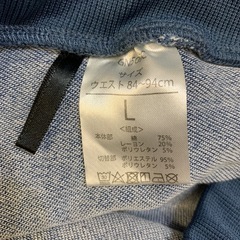 サイズ
ウエスト84-94cm
L
<組成>
本体部 綿 75%
レーヨン 20%
ポリウレタン 5%
切替部 ポリエステル 95%
ポリウレタン 5%